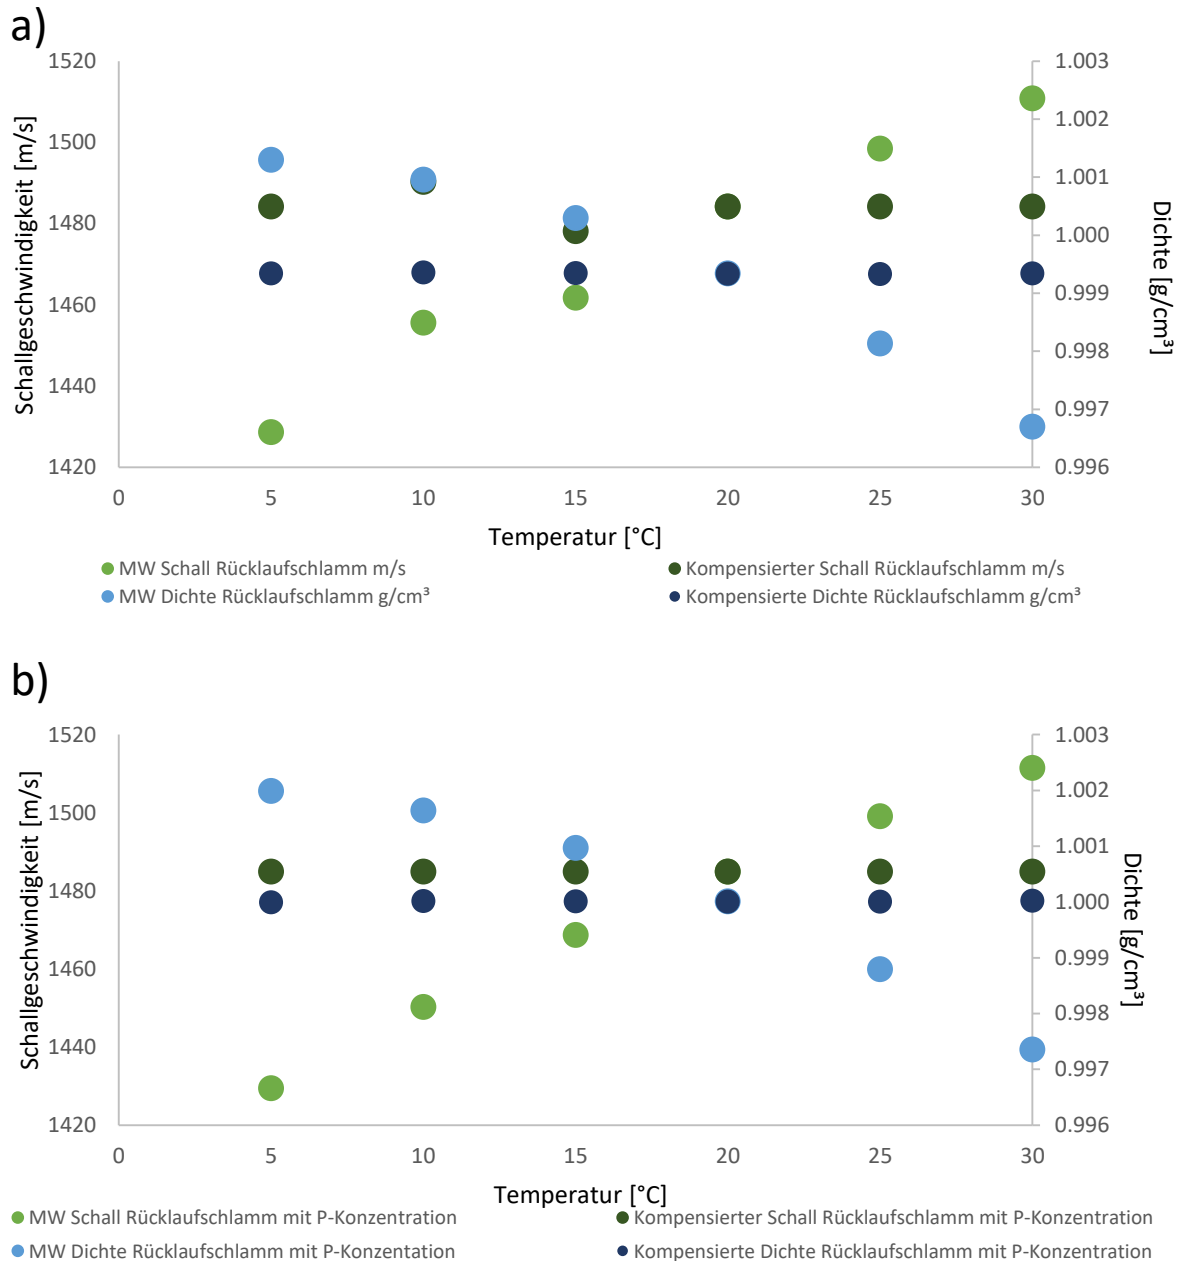 a)
1520
1500
1480
1460
1440
1420
Schallgeschwindigkeit [m/s]
1.003
1.002
1.001
1.000
0.999
0.998
0.997
0.996
Dichte [g/cm³]
0 5 10 15 20 25 30
Temperatur [°C]
MW Schall Rücklaufschlamm m/s Kompensierter Schall Rücklaufschlamm m/s
MW Dichte Rücklaufschlamm g/cm³ Kompensierte Dichte Rücklaufschlamm g/cm³
b)
1520
1500
1480
1460
1440
1420
Schallgeschwindigkeit [m/s]
1.003
1.002
1.001
1.000
0.999
0.998
0.997
0.996
Dichte [g/cm³]
0 5 10 15 20 25 30
Temperatur [°C]
MW Schall Rücklaufschlamm mit P-Konzentration Kompensierter Schall Rücklaufschlamm mit P-Konzentration
MW Dichte Rücklaufschlamm mit P-Konzentation Kompensierte Dichte Rücklaufschlamm mit P-Konzentration